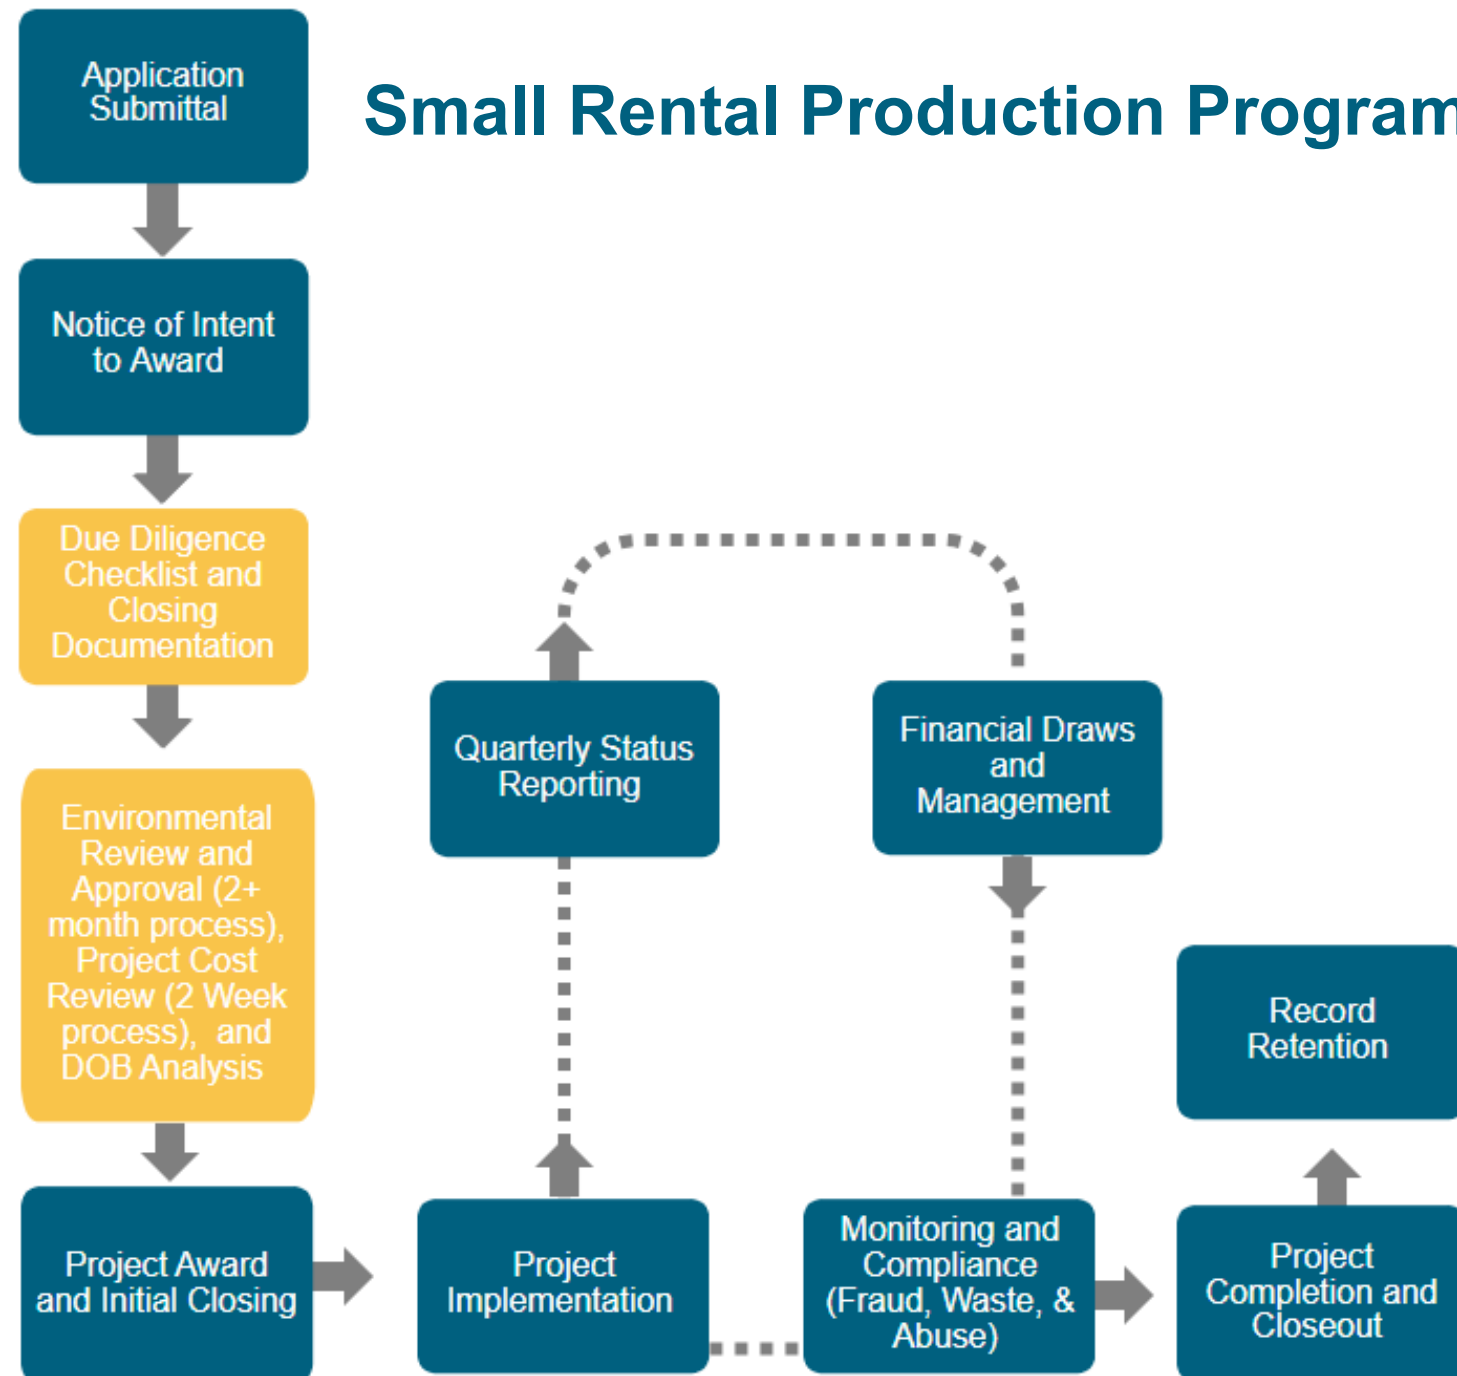 Small Rental Production Program
Application
Submittal
Notice of Intent
to Award
Due Diligence
Checklist and
Closing
Documentation
Environmental
Review and
Approval (2+
month process),
Project Cost
Review (2 Week
process), and
DOB Analysis
Project Award
and Initial Closing
Project
Implementation
Quarterly Status
Reporting
Financial Draws
and
Management
Monitoring and
Compliance
(Fraud, Waste, &
Abuse)
Project
Completion and
Closeout
Record
Retention